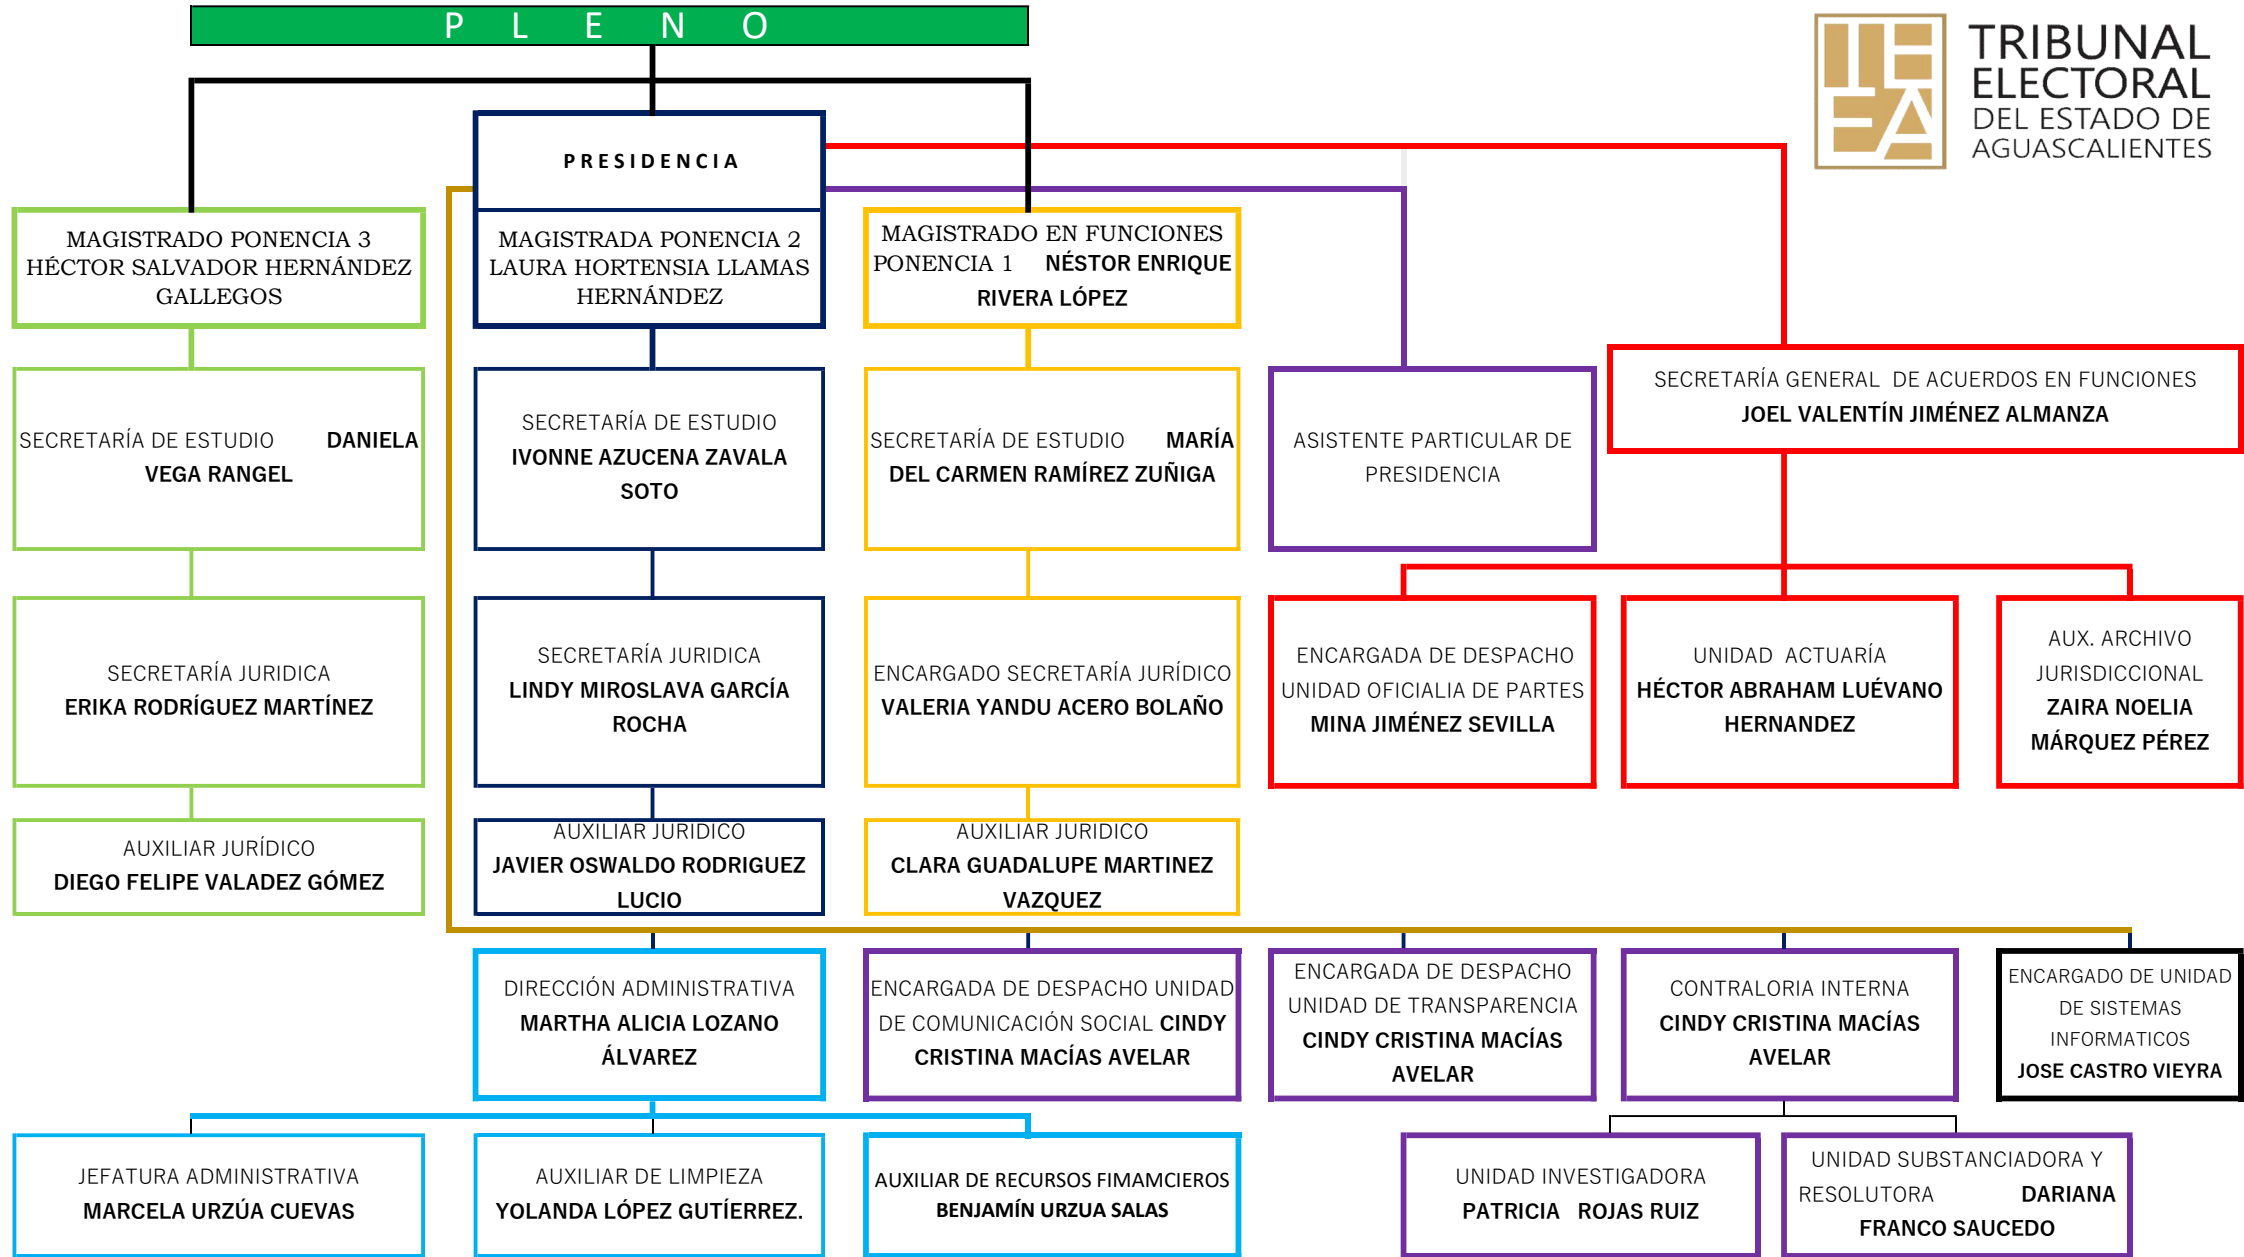 P L E N O
TRIBUNAL
ELECTORAL
DEL ESTADO DE
AGUASCALIENTES
PRESIDENCIA
MAGISTRADO PONENCIA 3
HÉCTOR SALVADOR HERNÁNDEZ
GALLEGOS
MAGISTRADA PONENCIA 2
LAURA HORTENSIA LLAMAS
HERNÁNDEZ
MAGISTRADO EN FUNCIONES
PONENCIA 1 NÉSTOR ENRIQUE
RIVERA LÓPEZ
SECRETARÍA DE ESTUDIO DANIELA
VEGA RANGEL
SECRETARÍA DE ESTUDIO
IVONNE AZUCENA ZAVALA
SOTO
SECRETARÍA DE ESTUDIO MARÍA
DEL CARMEN RAMÍREZ ZUÑIGA
ASISTENTE PARTICULAR DE
PRESIDENCIA
SECRETARÍA GENERAL DE ACUERDOS EN FUNCIONES
JOEL VALENTÍN JIMÉNEZ ALMANZA
SECRETARÍA JURIDICA
ERIKA RODRÍGUEZ MARTÍNEZ
SECRETARÍA JURIDICA
LINDY MIROSLAVA GARCÍA
ROCHA
ENCARGADO SECRETARÍA JURÍDICO
VALERIA YANDU ACERO BOLAÑO
ENCARGADA DE DESPACHO
UNIDAD OFICIALIA DE PARTES
MINA JIMÉNEZ SEVILLA
UNIDAD ACTUARÍA
HÉCTOR ABRAHAM LUÉVANO
HERNANDEZ
AUX. ARCHIVO
JURISDICCIONAL
ZAIRA NOELIA
MÁRQUEZ PÉREZ
AUXILIAR JURÍDICO
DIEGO FELIPE VALADEZ GÓMEZ
AUXILIAR JURIDICO
JAVIER OSWALDO RODRIGUEZ
LUCIO
AUXILIAR JURIDICO
CLARA GUADALUPE MARTINEZ
VAZQUEZ
DIRECCIÓN ADMINISTRATIVA
MARTHA ALICIA LOZANO
ÁLVAREZ
ENCARGADA DE DESPACHO UNIDAD
DE COMUNICACIÓN SOCIAL CINDY
CRISTINA MACÍAS AVELAR
ENCARGADA DE DESPACHO
UNIDAD DE TRANSPARENCIA
CINDY CRISTINA MACÍAS
AVELAR
CONTRALORIA INTERNA
CINDY CRISTINA MACÍAS
AVELAR
ENCARGADO DE UNIDAD
DE SISTEMAS
INFORMATICOS
JOSE CASTRO VIEYRA
JEFATURA ADMINISTRATIVA
MARCELA URZÚA CUEVAS
AUXILIAR DE LIMPIEZA
YOLANDA LÓPEZ GUTÍERREZ.
AUXILIAR DE RECURSOS FIMAMCIEROS
BENJAMÍN URZUA SALAS
UNIDAD INVESTIGADORA
PATRICIA ROJAS RUIZ
UNIDAD SUBSTANCIADORA Y
RESOLUTORA DARIANA
FRANCO SAUCEDO